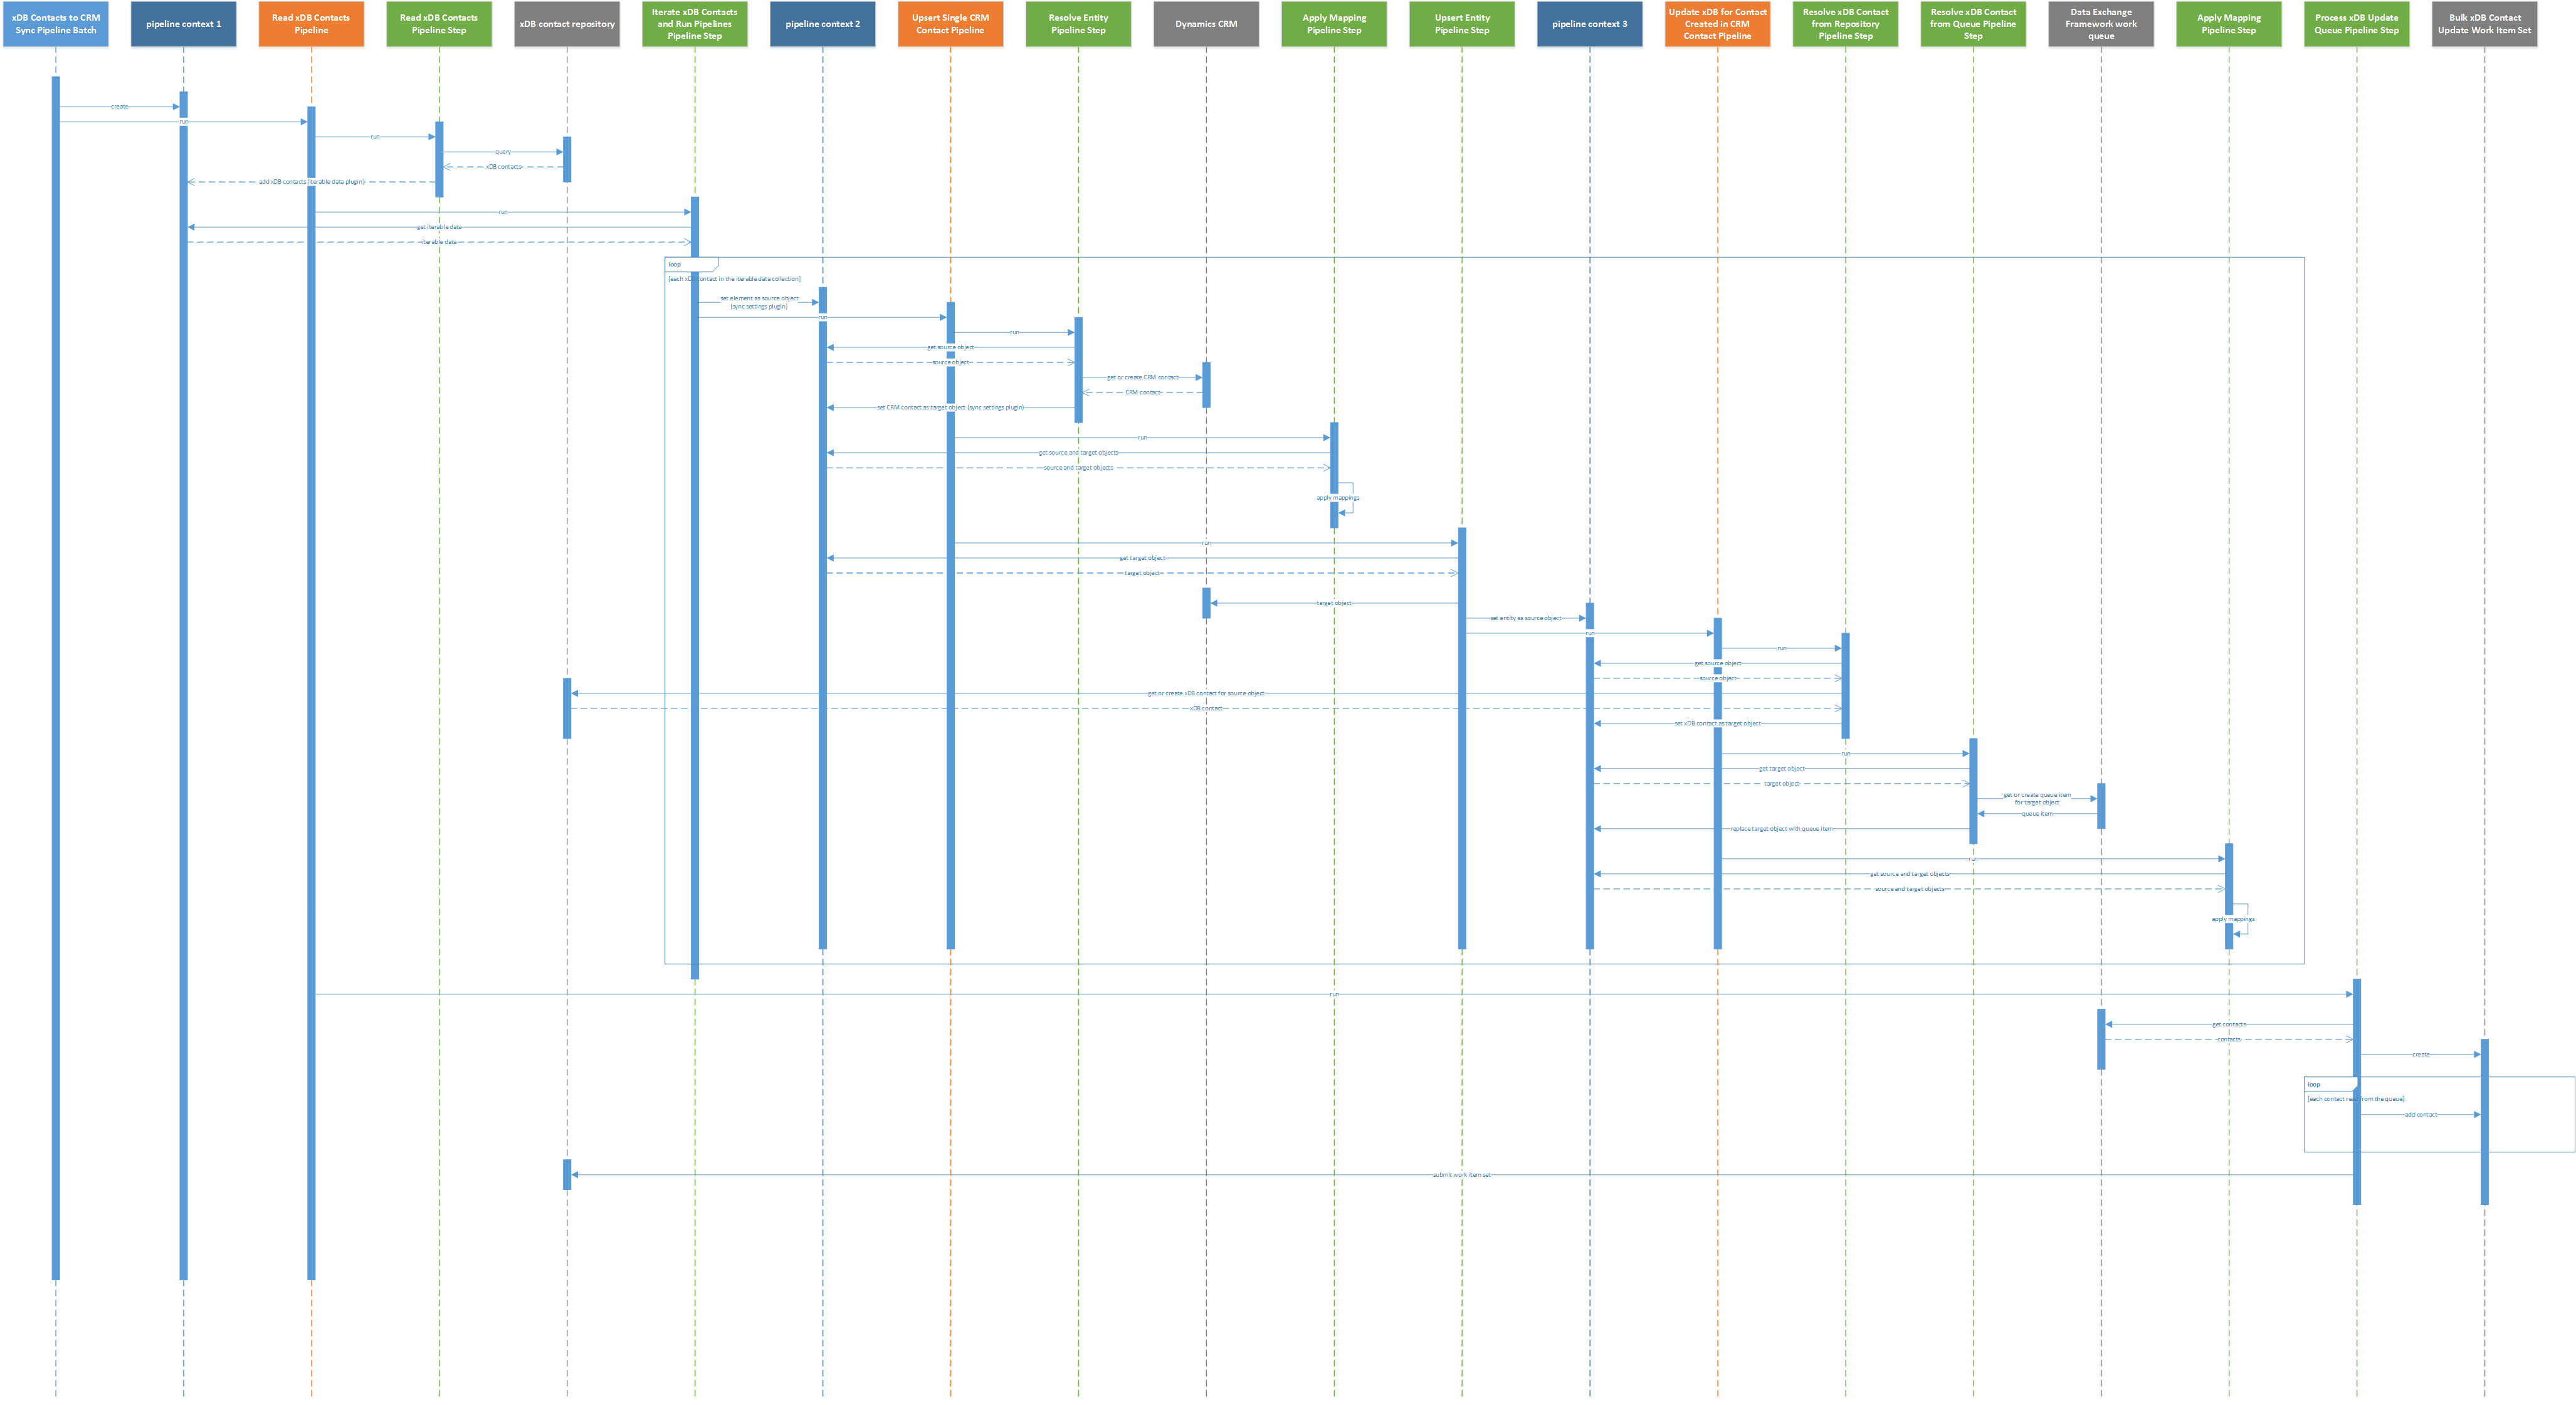 xDB Contacts to CRM
Sync Pipeline Batch
pipeline context 1
Read xDB Contacts
Pipeline
Read xDB Contacts
Pipeline Step
xDB contact repository
Iterate xDB Contacts
and Run Pipelines
Pipeline Step
pipeline context 2
Upsert Single CRM
Contact Pipeline
Resolve Entity
Pipeline Step
Dynamics CRM
Apply Mapping
Pipeline Step
Upsert Entity
Pipeline Step
pipeline context 3
Update xDB for Contact
Created in CRM
Contact Pipeline
Resolve xDB Contact
from Repository
Pipeline Step
Resolve xDB Contact
from Queue Pipeline
Step
Data Exchange
Framework work
queue
Apply Mapping
Pipeline Step
Process xDB Update
Queue Pipeline Step
Bulk xDB Contact
Update Work Item Set
create
run
run
query
xDB contacts
add xDB contacts (iterable data plugin)
run
get iterable data
iterable data
loop
[each xDB contact in the iterable data collection]
set element as source object
(sync settings plugin)
run
run
get source object
source object
get or create CRM contact
CRM contact
set CRM contact as target object (sync settings plugin)
run
get source and target objects
source and target objects
apply mappings
run
get target object
target object
target object
set entity as source object
run
run
get source object
source object
get or create xDB contact for source object
xDB contact
set xDB contact as target object
run
get target object
target object
get or create queue item
for target object
queue item
replace target object with queue item
run
get source and target objects
source and target objects
apply mappings
run
get contacts
contacts
create
loop
[each contact read from the queue]
add contact
submit work item set